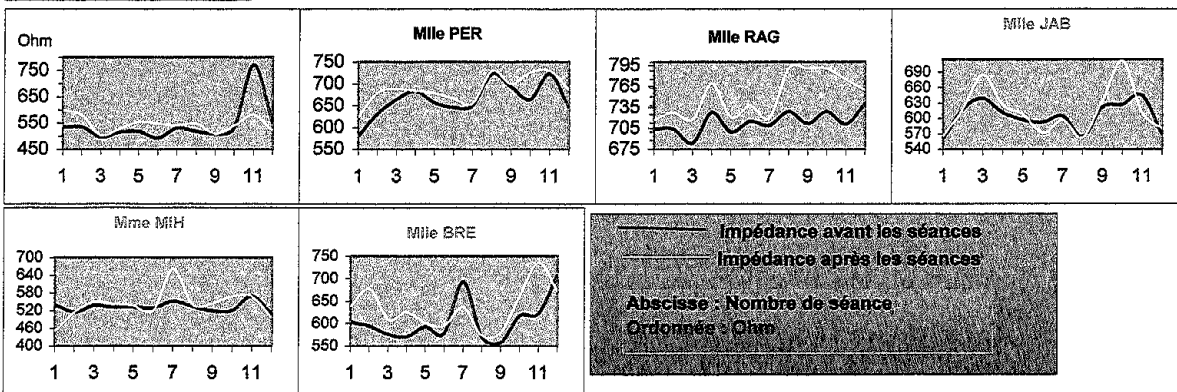 Ohm
750
650
550
450
1 3 5 7 9 11
Mlle PER
750
700
650
600
550
1 3 5 7 9 11
Mlle RAG
795
765
735
705
675
1 3 5 7 9 11
Mlle JAB
690
660
630
600
570
540
1 3 5 7 9 11
Mme MIH
700
640
580
520
460
400
1 3 5 7 9 11
Mlle BRE
750
700
650
600
550
1 3 5 7 9 11
Impédance avant les séances
Impédance après les séances
Abscisse : Nombre de séance
Ordonnée : Ohm